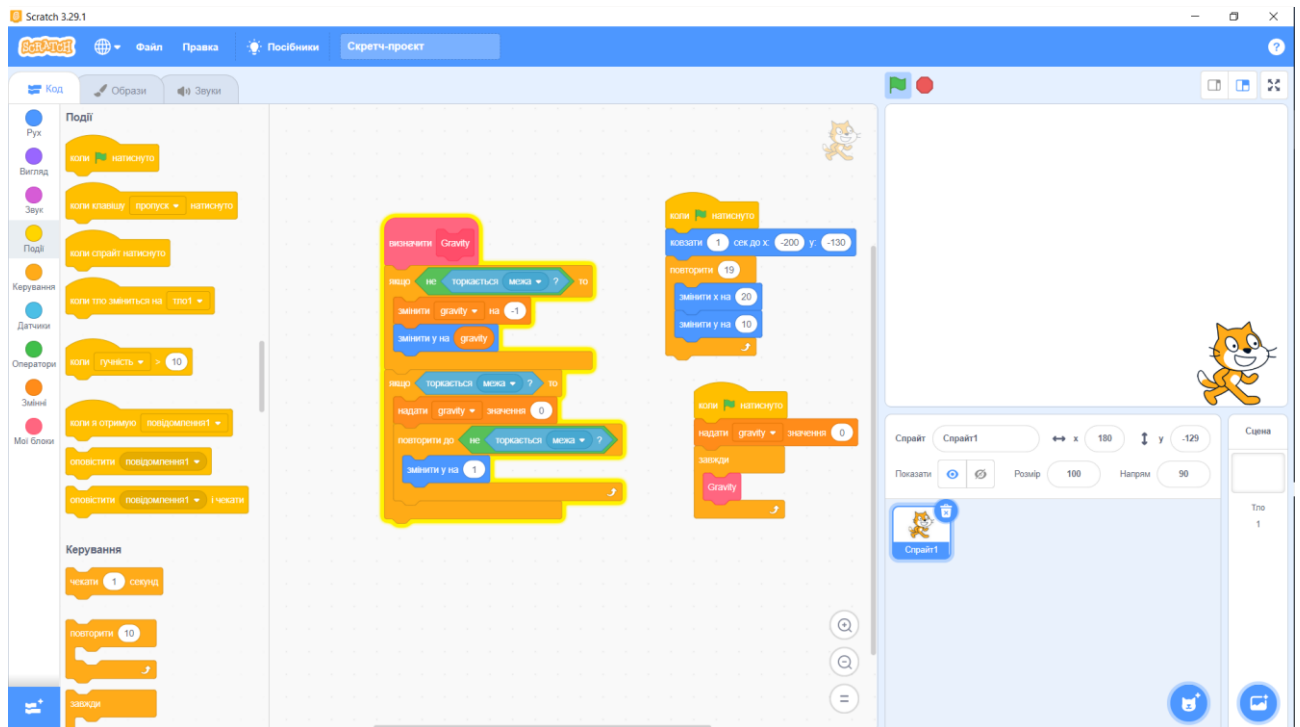 Scratch 3.29.1
SCRATCH
Файл Правка Посібники Скретч-проєкт
Код Образи Звуки
Рух
Вигляд
Звук
Події
Керування
Датчики
Оператори
Змінні
Мої блоки
Події
коли натиснуто
коли клавішу пропуск натиснуто
коли спрайт натиснуто
коли тло зміниться на тло1
коли гучність > 10
коли я отримую повідомлення1
оповістити повідомлення1
оповістити повідомлення1 і чекати
Керування
чекати 1 секунд
повторити 10
завжди
визначити Gravity
якщо не торкається межа ? то
змінити gravity на -1
змінити y на gravity
якщо торкається межа ? то
надати gravity значення 0
повторити до не торкається межа ?
змінити y на 1
коли натиснуто
ковзати 1 сек до x: -200 y: -130
повторити 19
змінити x на 20
змінити y на 10
коли натиснуто
надати gravity значення 0
завжди
Gravity
Спрайт Спрайт1 x 180 y -129
Показати Розмір 100 Напрям 90
Спрайт1
Сцена
Тло
1